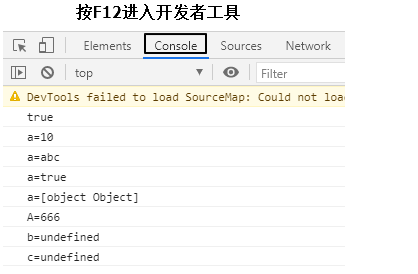 按F12进入开发者工具
Elements Console Sources Network
top ▼ Filter
DevTools failed to load SourceMap: Could not loa
true
a=10
a=abc
a=true
a=[object Object]
A=666
b=undefined
c=undefined